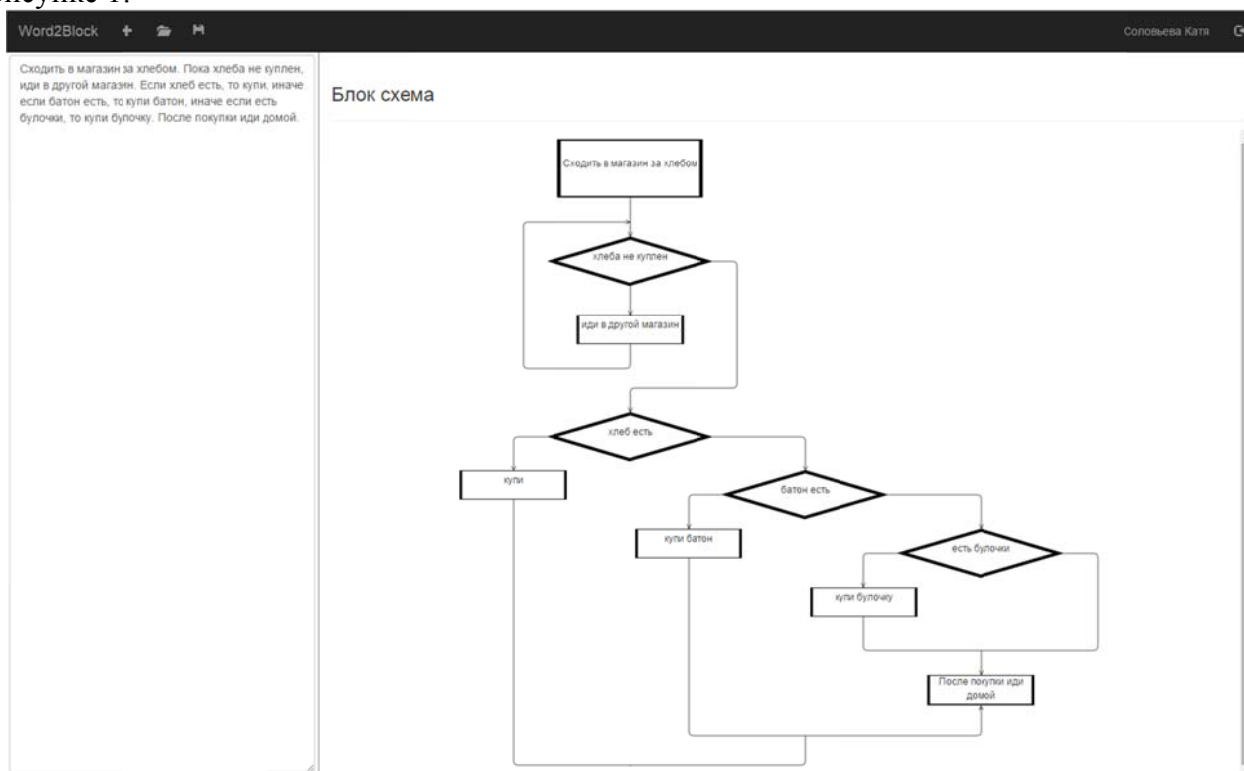 рисунке 1.
Word2Block
Соловьева Катя
Сходить в магазин за хлебом. Пока хлеба не куплен,
иди в другой магазин. Если хлеб есть, то купи, иначе
если батон есть, то купи батон, иначе если есть
булочки, то купи булочку. После покупки иди домой.
Блок схема
Сходить в магазин за хлебом
хлеба не куплен
иди в другой магазин
хлеб есть
купи
батон есть
купи батон
есть булочки
купи булочку
После покупки иди
домой